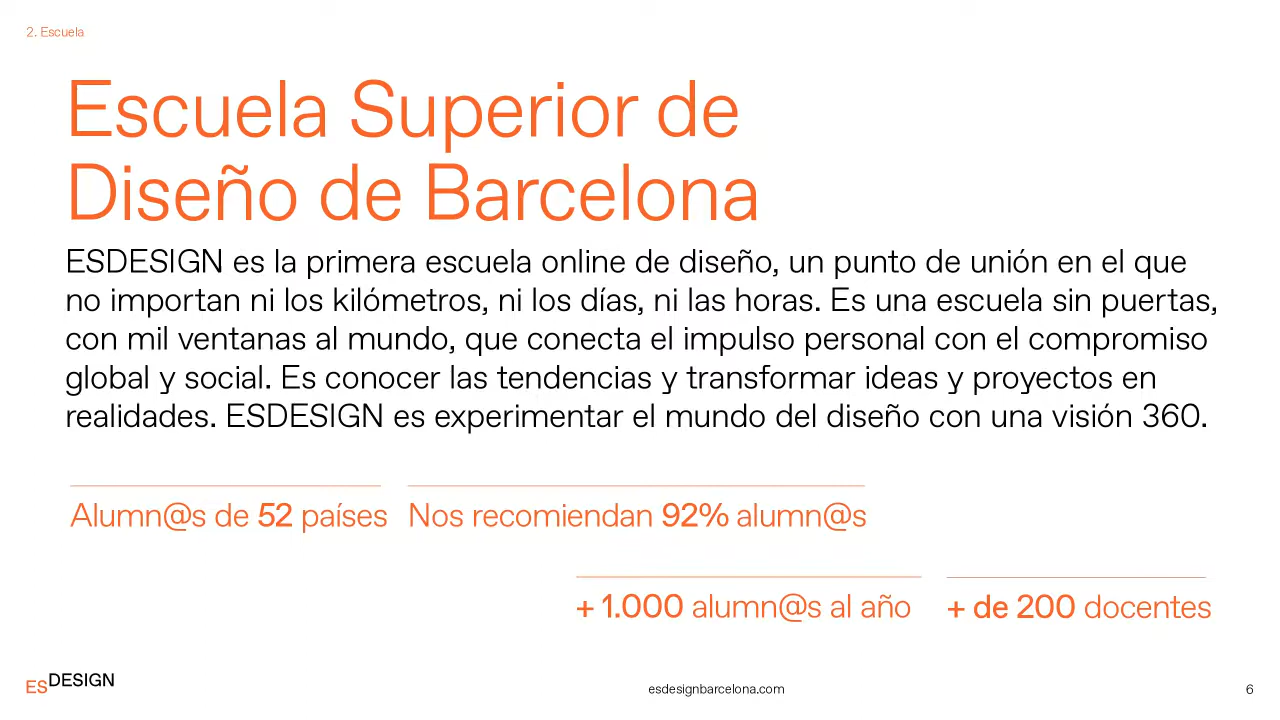 2. Escuela
Escuela Superior de
Diseño de Barcelona
ESDESIGN es la primera escuela online de diseño, un punto de unión en el que
no importan ni los kilómetros, ni los días, ni las horas. Es una escuela sin puertas,
con mil ventanas al mundo, que conecta el impulso personal con el compromiso
global y social. Es conocer las tendencias y transformar ideas y proyectos en
realidades. ESDESIGN es experimentar el mundo del diseño con una visión 360.
Alumn@s de 52 países
Nos recomiendan 92% alumn@s
+ 1.000 alumn@s al año
+ de 200 docentes
ESDESIGN
esdesignbarcelona.com
6